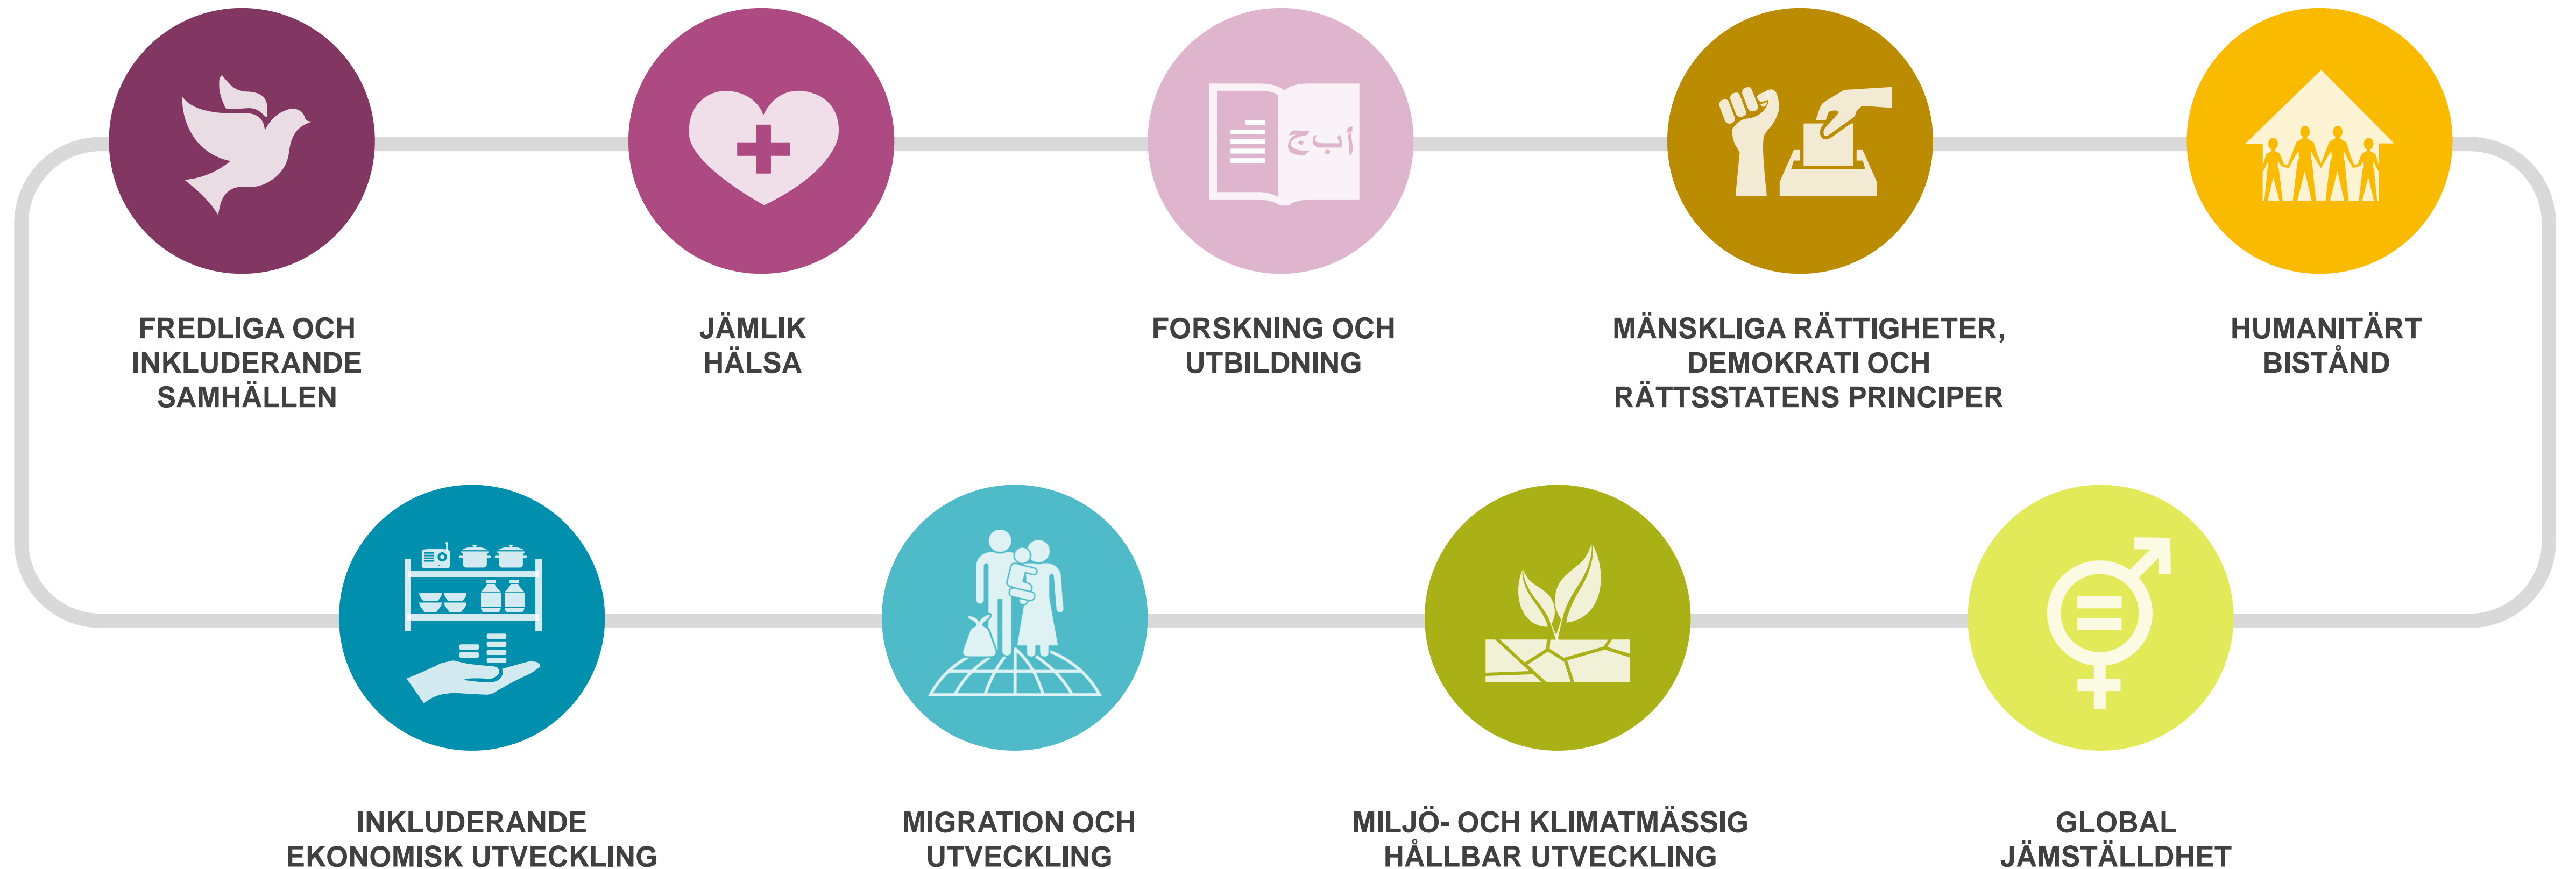 أ ب ج
FREDLIGA OCH
INKLUDERANDE
SAMHÄLLEN
JÄMLIK
HÄLSA
FORSKNING OCH
UTBILDNING
MÄNSKLIGA RÄTTIGHETER,
DEMOKRATI OCH
RÄTTSSTATENS PRINCIPER
HUMANITÄRT
BISTÅND
INKLUDERANDE
EKONOMISK UTVECKLING
MIGRATION OCH
UTVECKLING
MILJÖ- OCH KLIMATMÄSSIG
HÅLLBAR UTVECKLING
GLOBAL
JÄMSTÄLLDHET